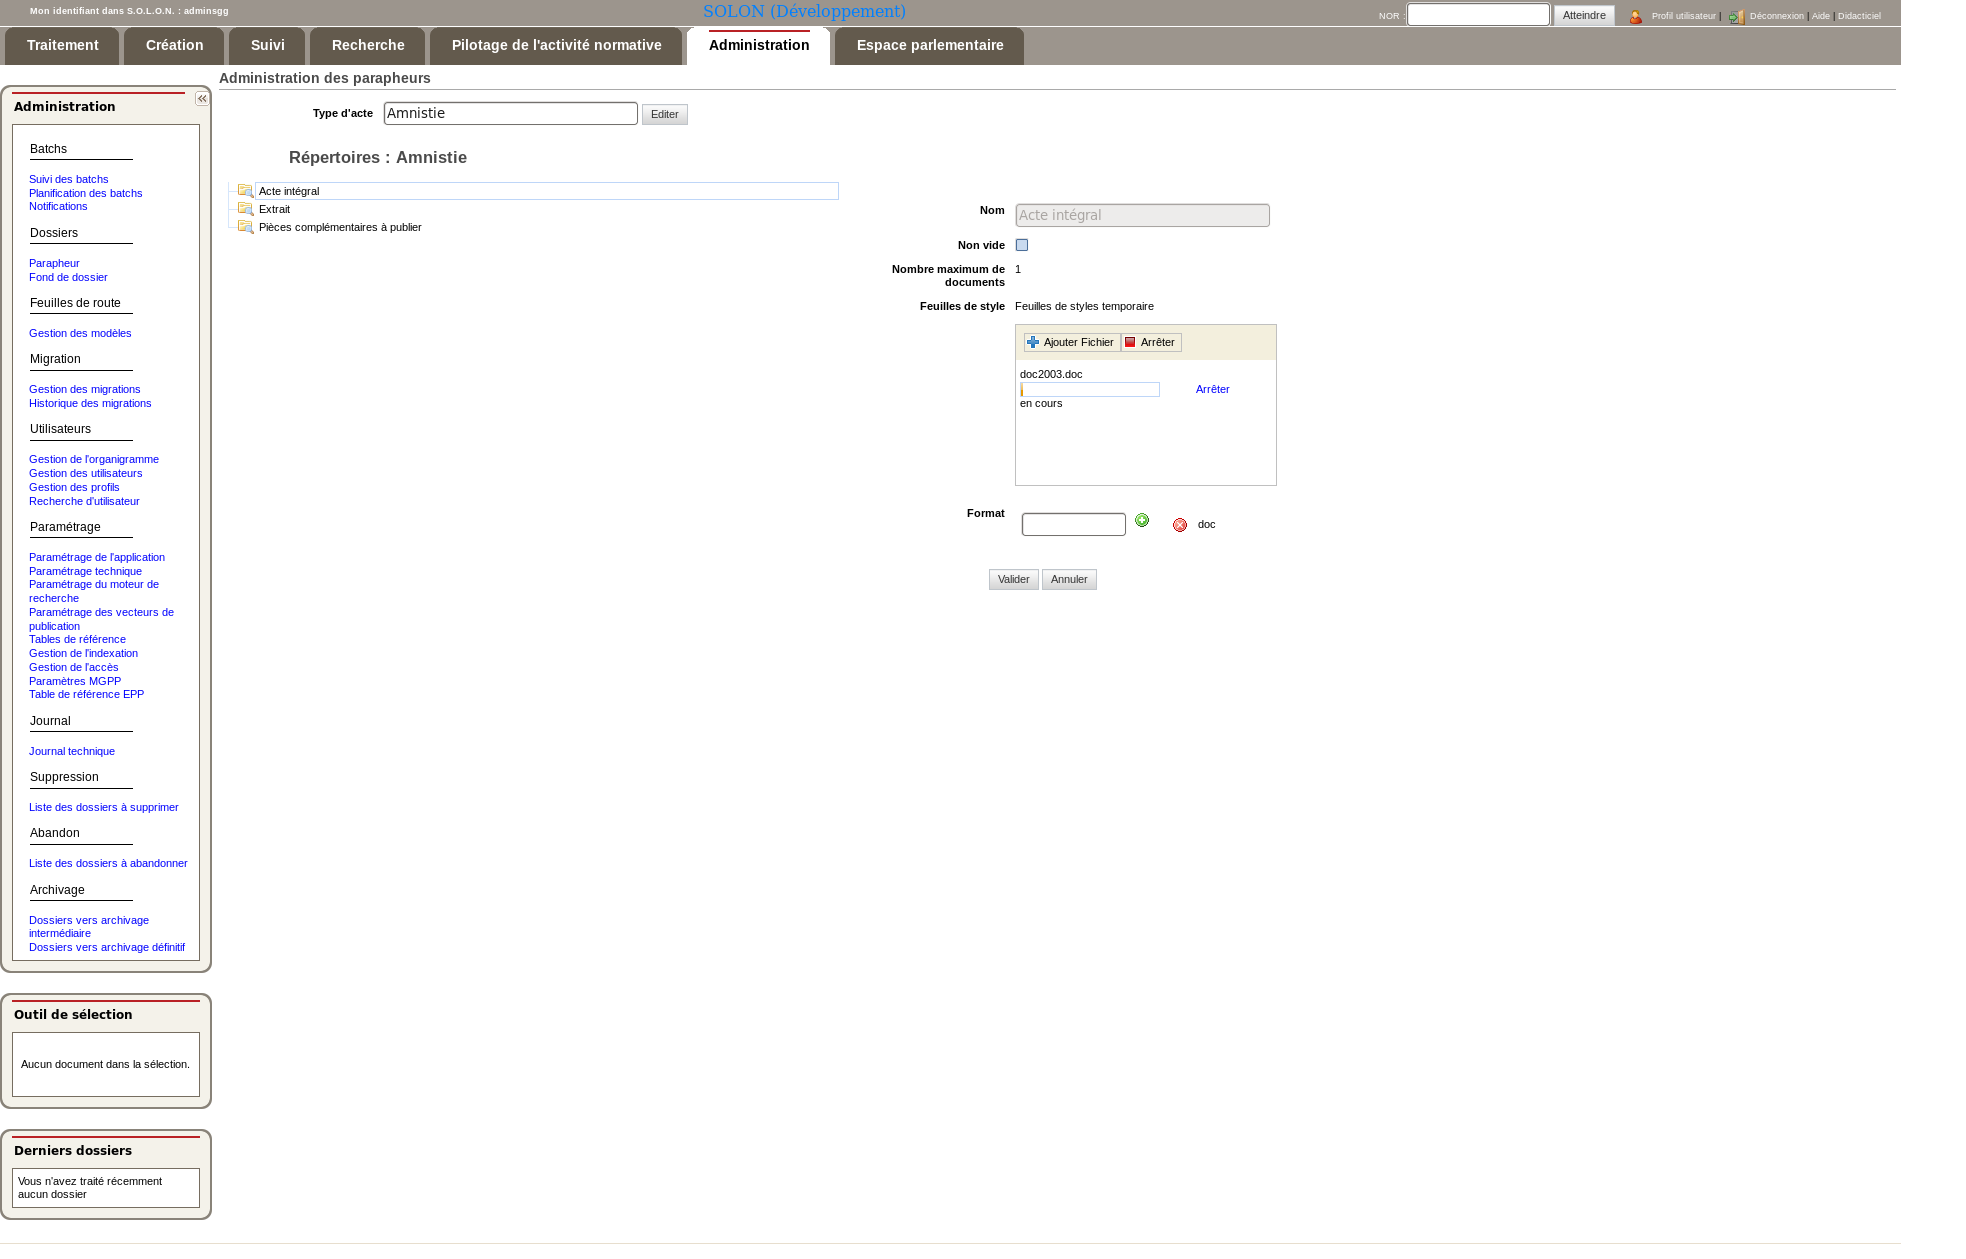 Mon identifiant dans S.O.L.O.N. : adminsgg
SOLON (Développement)
NOR :
Atteindre
Profil utilisateur | Déconnexion | Aide | Didacticiel
Traitement
Création
Suivi
Recherche
Pilotage de l'activité normative
Administration
Espace parlementaire
Administration
Batchs
Suivi des batchs
Planification des batchs
Notifications
Dossiers
Parapheur
Fond de dossier
Feuilles de route
Gestion des modèles
Migration
Gestion des migrations
Historique des migrations
Utilisateurs
Gestion de l'organigramme
Gestion des utilisateurs
Gestion des profils
Recherche d'utilisateur
Paramétrage
Paramétrage de l'application
Paramétrage technique
Paramétrage du moteur de
recherche
Paramétrage des vecteurs de
publication
Tables de référence
Gestion de l'indexation
Gestion de l'accès
Paramètres MGPP
Table de référence EPP
Journal
Journal technique
Suppression
Liste des dossiers à supprimer
Abandon
Liste des dossiers à abandonner
Archivage
Dossiers vers archivage
intermédiaire
Dossiers vers archivage définitif
Outil de sélection
Aucun document dans la sélection.
Derniers dossiers
Vous n'avez traité récemment
aucun dossier
Administration des parapheurs
Type d'acte
Amnistie
Editer
Répertoires : Amnistie
Acte intégral
Extrait
Pièces complémentaires à publier
Nom
Acte intégral
Non vide
Nombre maximum de
documents
1
Feuilles de style
Feuilles de styles temporaire
Ajouter Fichier
Arrêter
doc2003.doc
Arrêter
en cours
Format
doc
Valider
Annuler